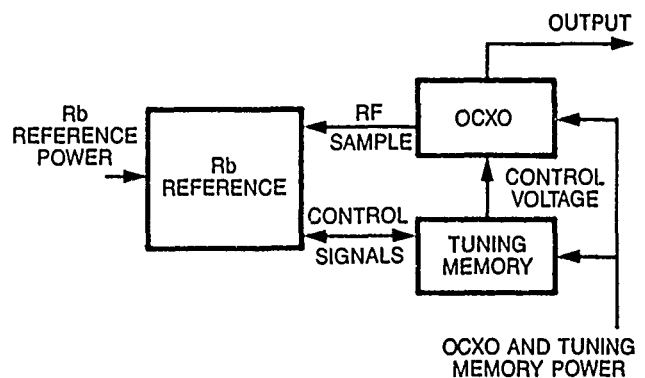 OUTPUT
Rb
REFERENCE
POWER
Rb
REFERENCE
RF
SAMPLE
OCXO
CONTROL
VOLTAGE
CONTROL
SIGNALS
TUNING
MEMORY
OCXO AND TUNING
MEMORY POWER